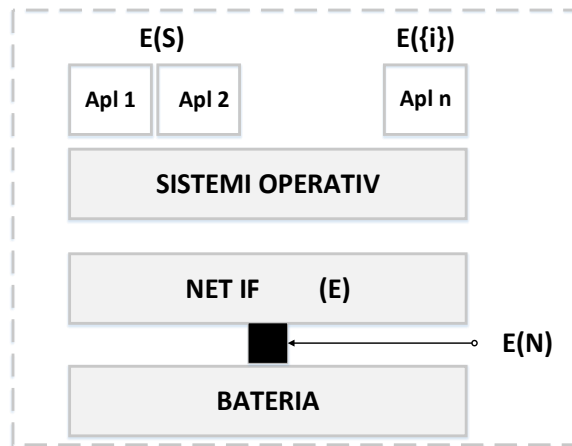 E(S) E({i})
Apl 1 Apl 2 Apl n
SISTEMI OPERATIV
NET IF (E)
E(N)
BATERIA